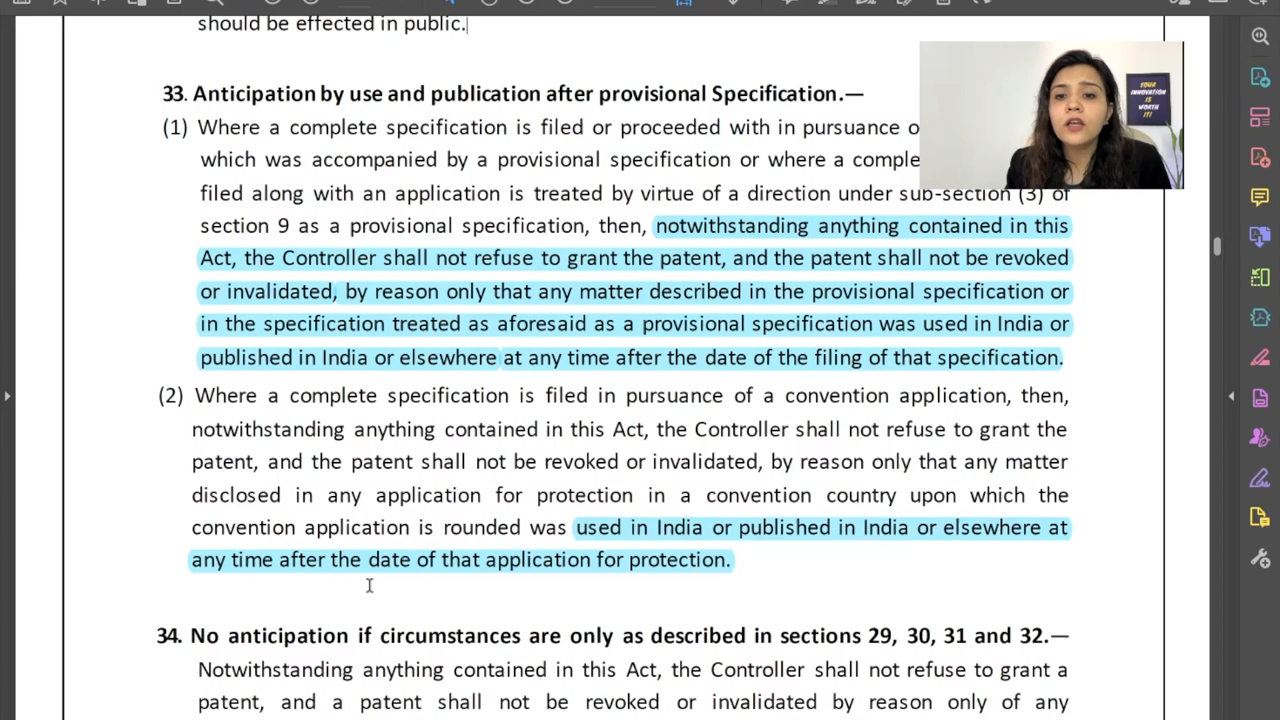 should be effected in public.
33. Anticipation by use and publication after provisional Specification.—
(1) Where a complete specification is filed or proceeded with in pursuance o
which was accompanied by a provisional specification or where a comple
filed along with an application is treated by virtue of a direction under sub-section (3) of
section 9 as a provisional specification, then, notwithstanding anything contained in this
Act, the Controller shall not refuse to grant the patent, and the patent shall not be revoked
or invalidated, by reason only that any matter described in the provisional specification or
in the specification treated as aforesaid as a provisional specification was used in India or
published in India or elsewhere at any time after the date of the filing of that specification.
(2) Where a complete specification is filed in pursuance of a convention application, then,
notwithstanding anything contained in this Act, the Controller shall not refuse to grant the
patent, and the patent shall not be revoked or invalidated, by reason only that any matter
disclosed in any application for protection in a convention country upon which the
convention application is rounded was used in India or published in India or elsewhere at
any time after the date of that application for protection.
34. No anticipation if circumstances are only as described in sections 29, 30, 31 and 32.—
Notwithstanding anything contained in this Act, the Controller shall not refuse to grant a
patent, and a patent shall not be revoked or invalidated by reason only of any
YOUR
INNOVATION
IS
WORTH
IT!